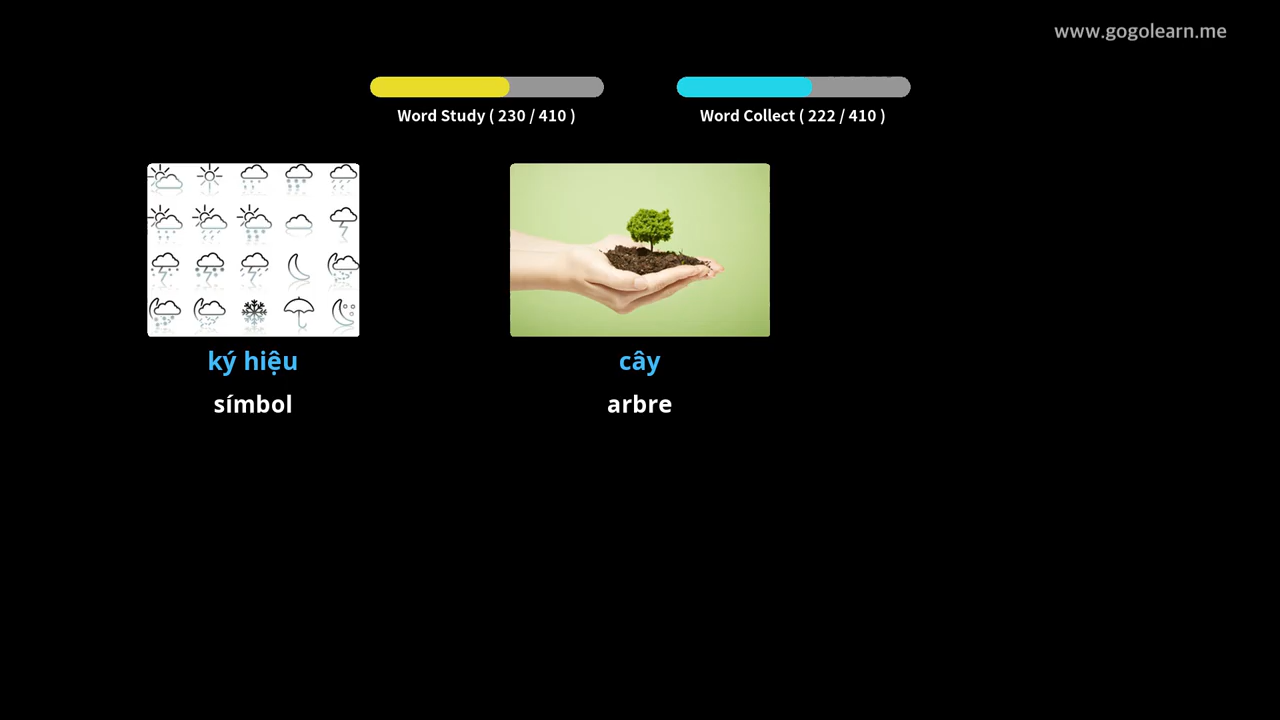 www.gogolearn.me
Word Study ( 230 / 410 )
Word Collect ( 222 / 410 )
ký hiệu
símbol
cây
arbre